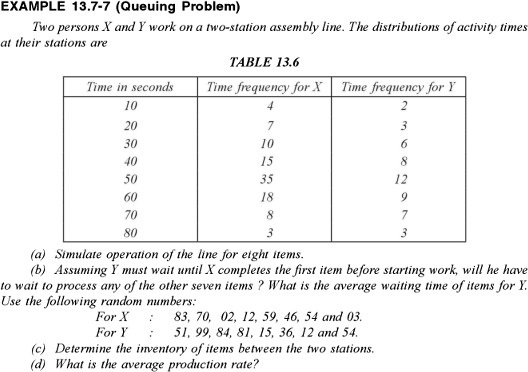 EXAMPLE 13.7-7 (Queuing Problem)
Two persons X and Y work on a two-station assembly line. The distributions of activity times
at their stations are
TABLE 13.6
Time in seconds Time frequency for X Time frequency for Y
10 4 2
20 7 3
30 10 6
40 15 8
50 35 12
60 18 9
70 8 7
80 3 3
(a) Simulate operation of the line for eight items.
(b) Assuming Y must wait until X completes the first item before starting work, will he have
to wait to process any of the other seven items ? What is the average waiting time of items for Y.
Use the following random numbers:
For X : 83, 70, 02, 12, 59, 46, 54 and 03.
For Y : 51, 99, 84, 81, 15, 36, 12 and 54.
(c) Determine the inventory of items between the two stations.
(d) What is the average production rate?